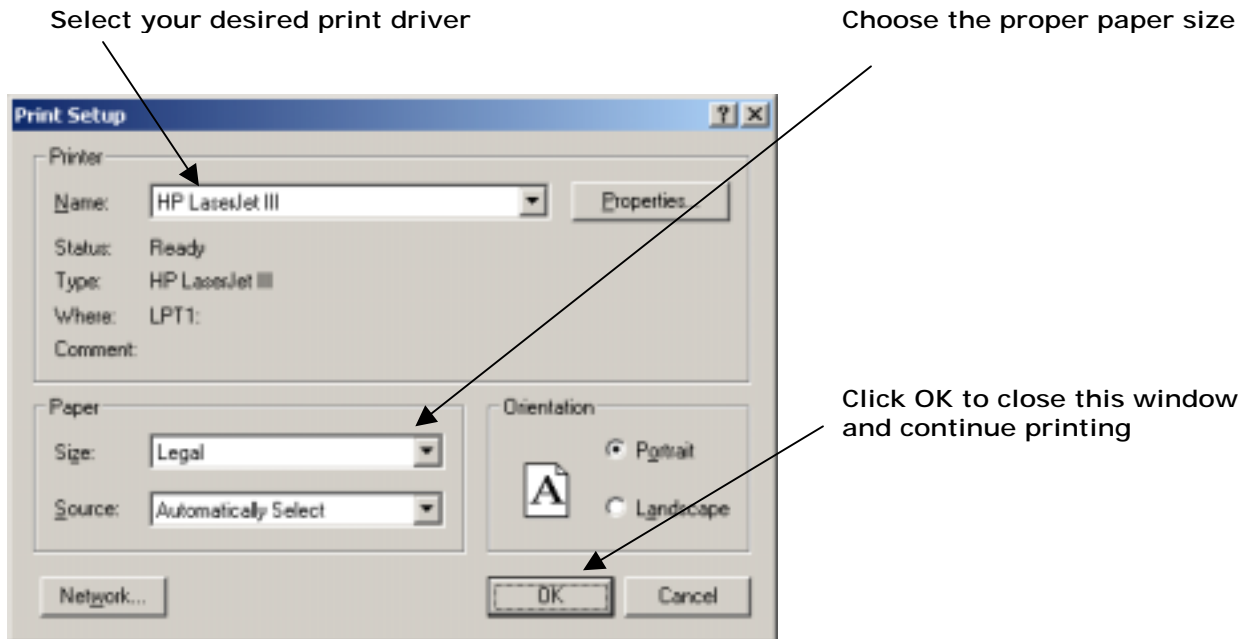 Select your desired print driver
Choose the proper paper size
Print Setup
Printer
Name: HP LaserJet III Properties...
Status: Ready
Type: HP LaserJet III
Where: LPT1:
Comment:
Paper
Size: Legal
Source: Automatically Select
Orientation
Portrait
A
Landscape
Click OK to close this window
and continue printing
Network...
OK
Cancel